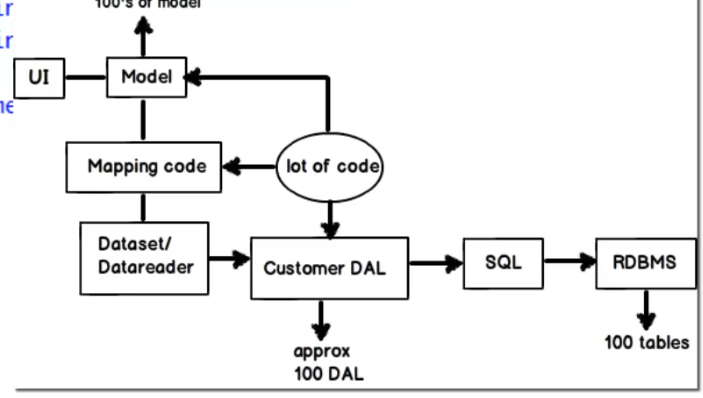 100's of model
UI
Model
Mapping code
lot of code
Dataset/
Datareader
Customer DAL
SQL
RDBMS
approx
100 DAL
100 tables